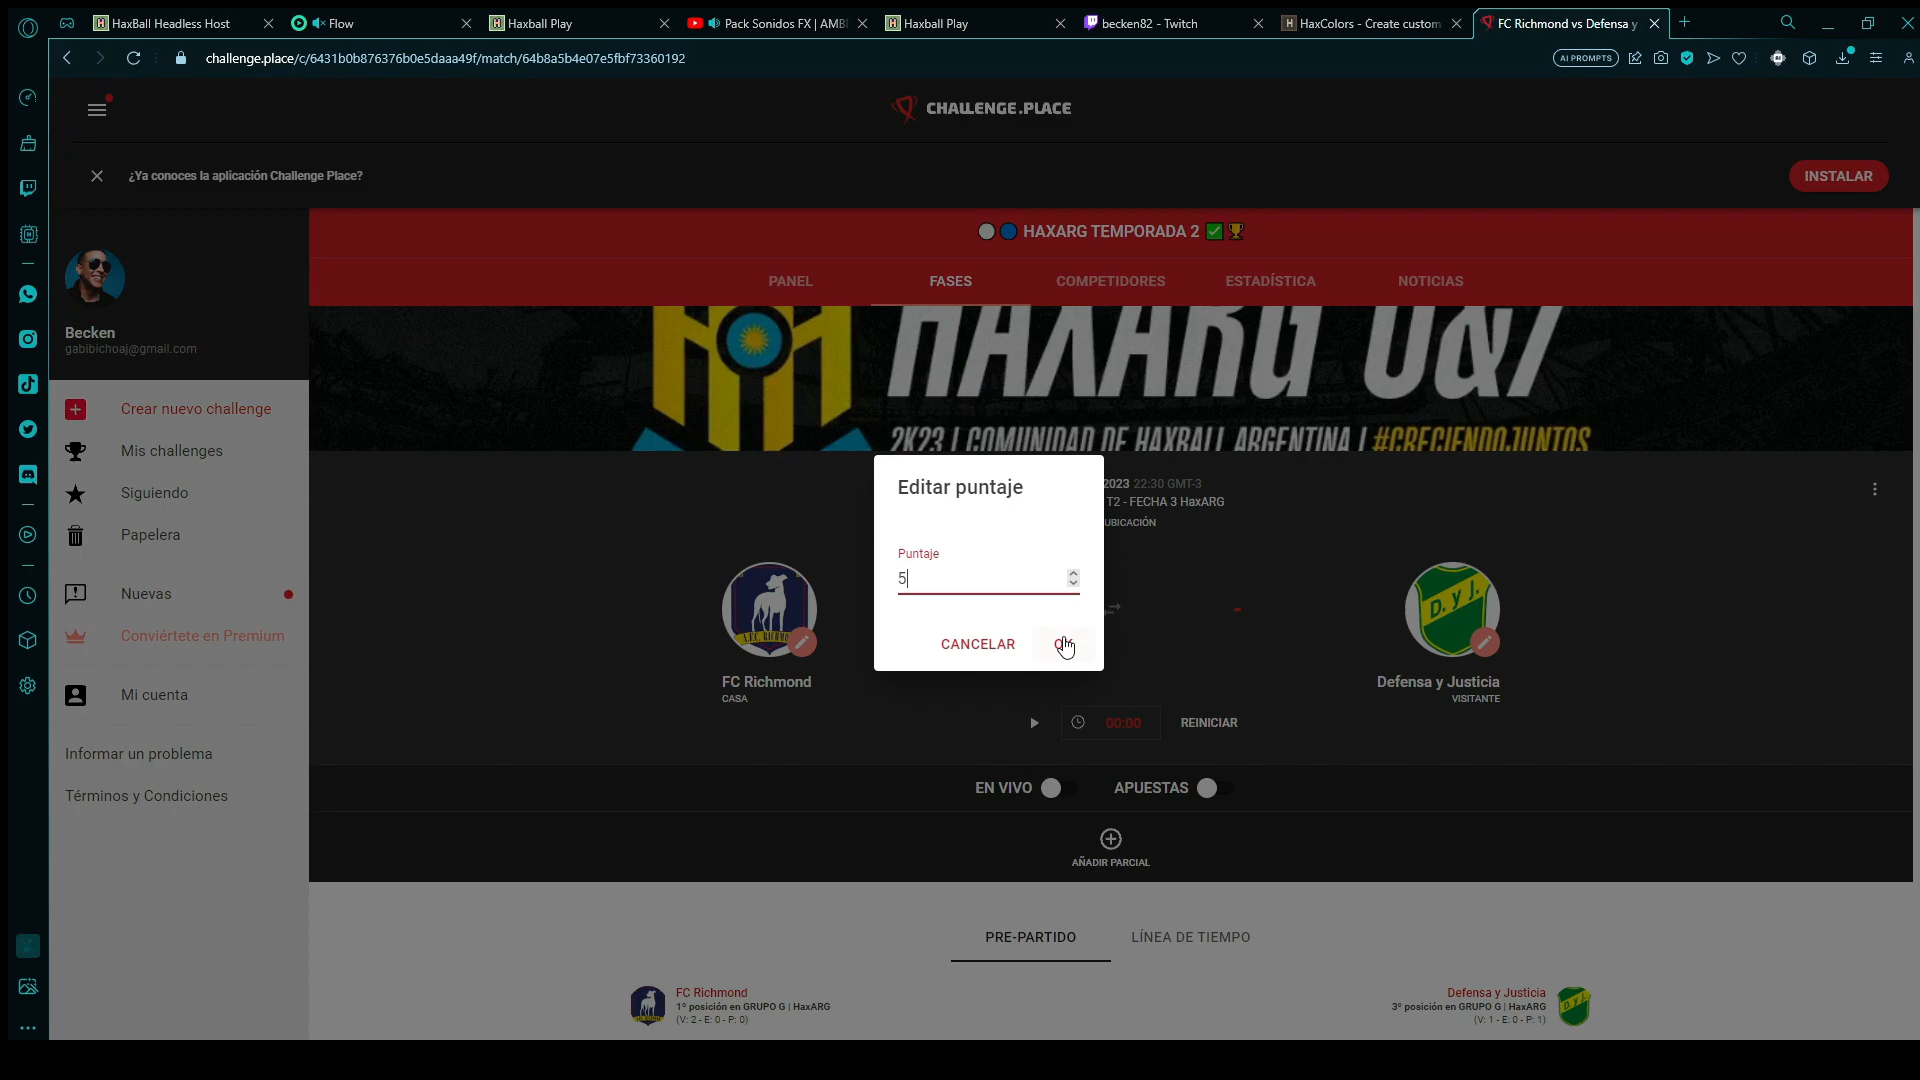 HaxBall Headless Host
Flow
Haxball Play
Pack Sonidos FX | AMBI
Haxball Play
becken82 - Twitch
HaxColors - Create custom
FC Richmond vs Defensa y
challenge.place/c/6431b0b876376b0e5daaa49f/match/64b8a5b4e07e5fbf73360192
AI PROMPTS
CHALLENGE.PLACE
¿Ya conoces la aplicación Challenge Place?
INSTALAR
HAXARG TEMPORADA 2
PANEL
FASES
COMPETIDORES
ESTADÍSTICA
NOTICIAS
Becken
gabibichoaj@gmail.com
HAXARG U&7
2K23 | COMUNIDAD DE HAXBALL ARGENTINA | #CRECIENDOJUNTOS
Crear nuevo challenge
Mis challenges
Siguiendo
Papelera
Nuevas
Conviértete en Premium
Mi cuenta
Informar un problema
Términos y Condiciones
2023 22:30 GMT-3
T2 - FECHA 3 HaxARG
UBICACIÓN
Editar puntaje
Puntaje
5
CANCELAR
A.F.C. RICHMOND
D. y J.
FC Richmond
CASA
-
Defensa y Justicia
VISITANTE
00:00
REINICIAR
EN VIVO
APUESTAS
AÑADIR PARCIAL
PRE-PARTIDO
LÍNEA DE TIEMPO
FC Richmond
1º posición en GRUPO G | HaxARG
(V: 2 - E: 0 - P: 0)
Defensa y Justicia
3º posición en GRUPO G | HaxARG
(V: 1 - E: 0 - P: 1)